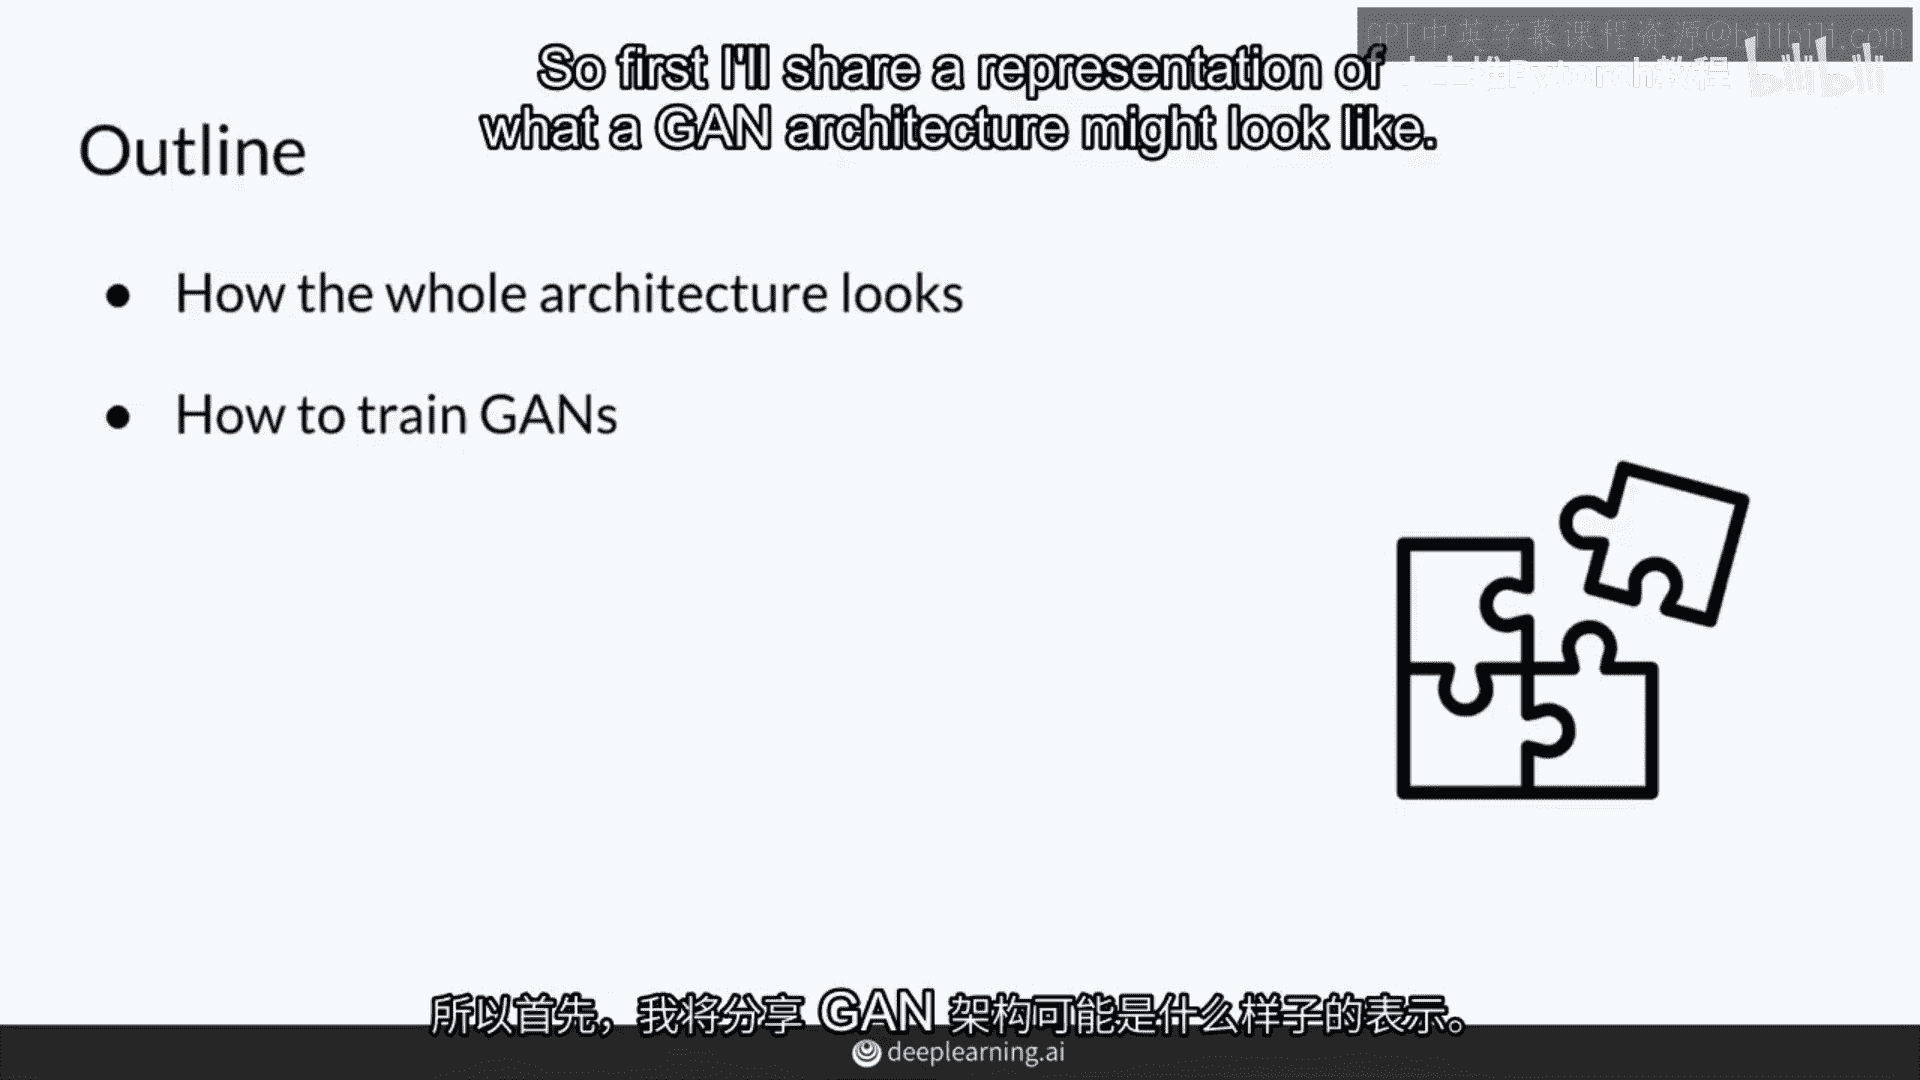 GPT中英字幕课程资源@bilibili.com
So first I'll share a representation of
what a GAN architecture might look like.
Pytorch教程
bilibili
Outline
• How the whole architecture looks
• How to train GANs
所以首先，我将分享 GAN 架构可能是什么样子的表示。
deeplearning.ai